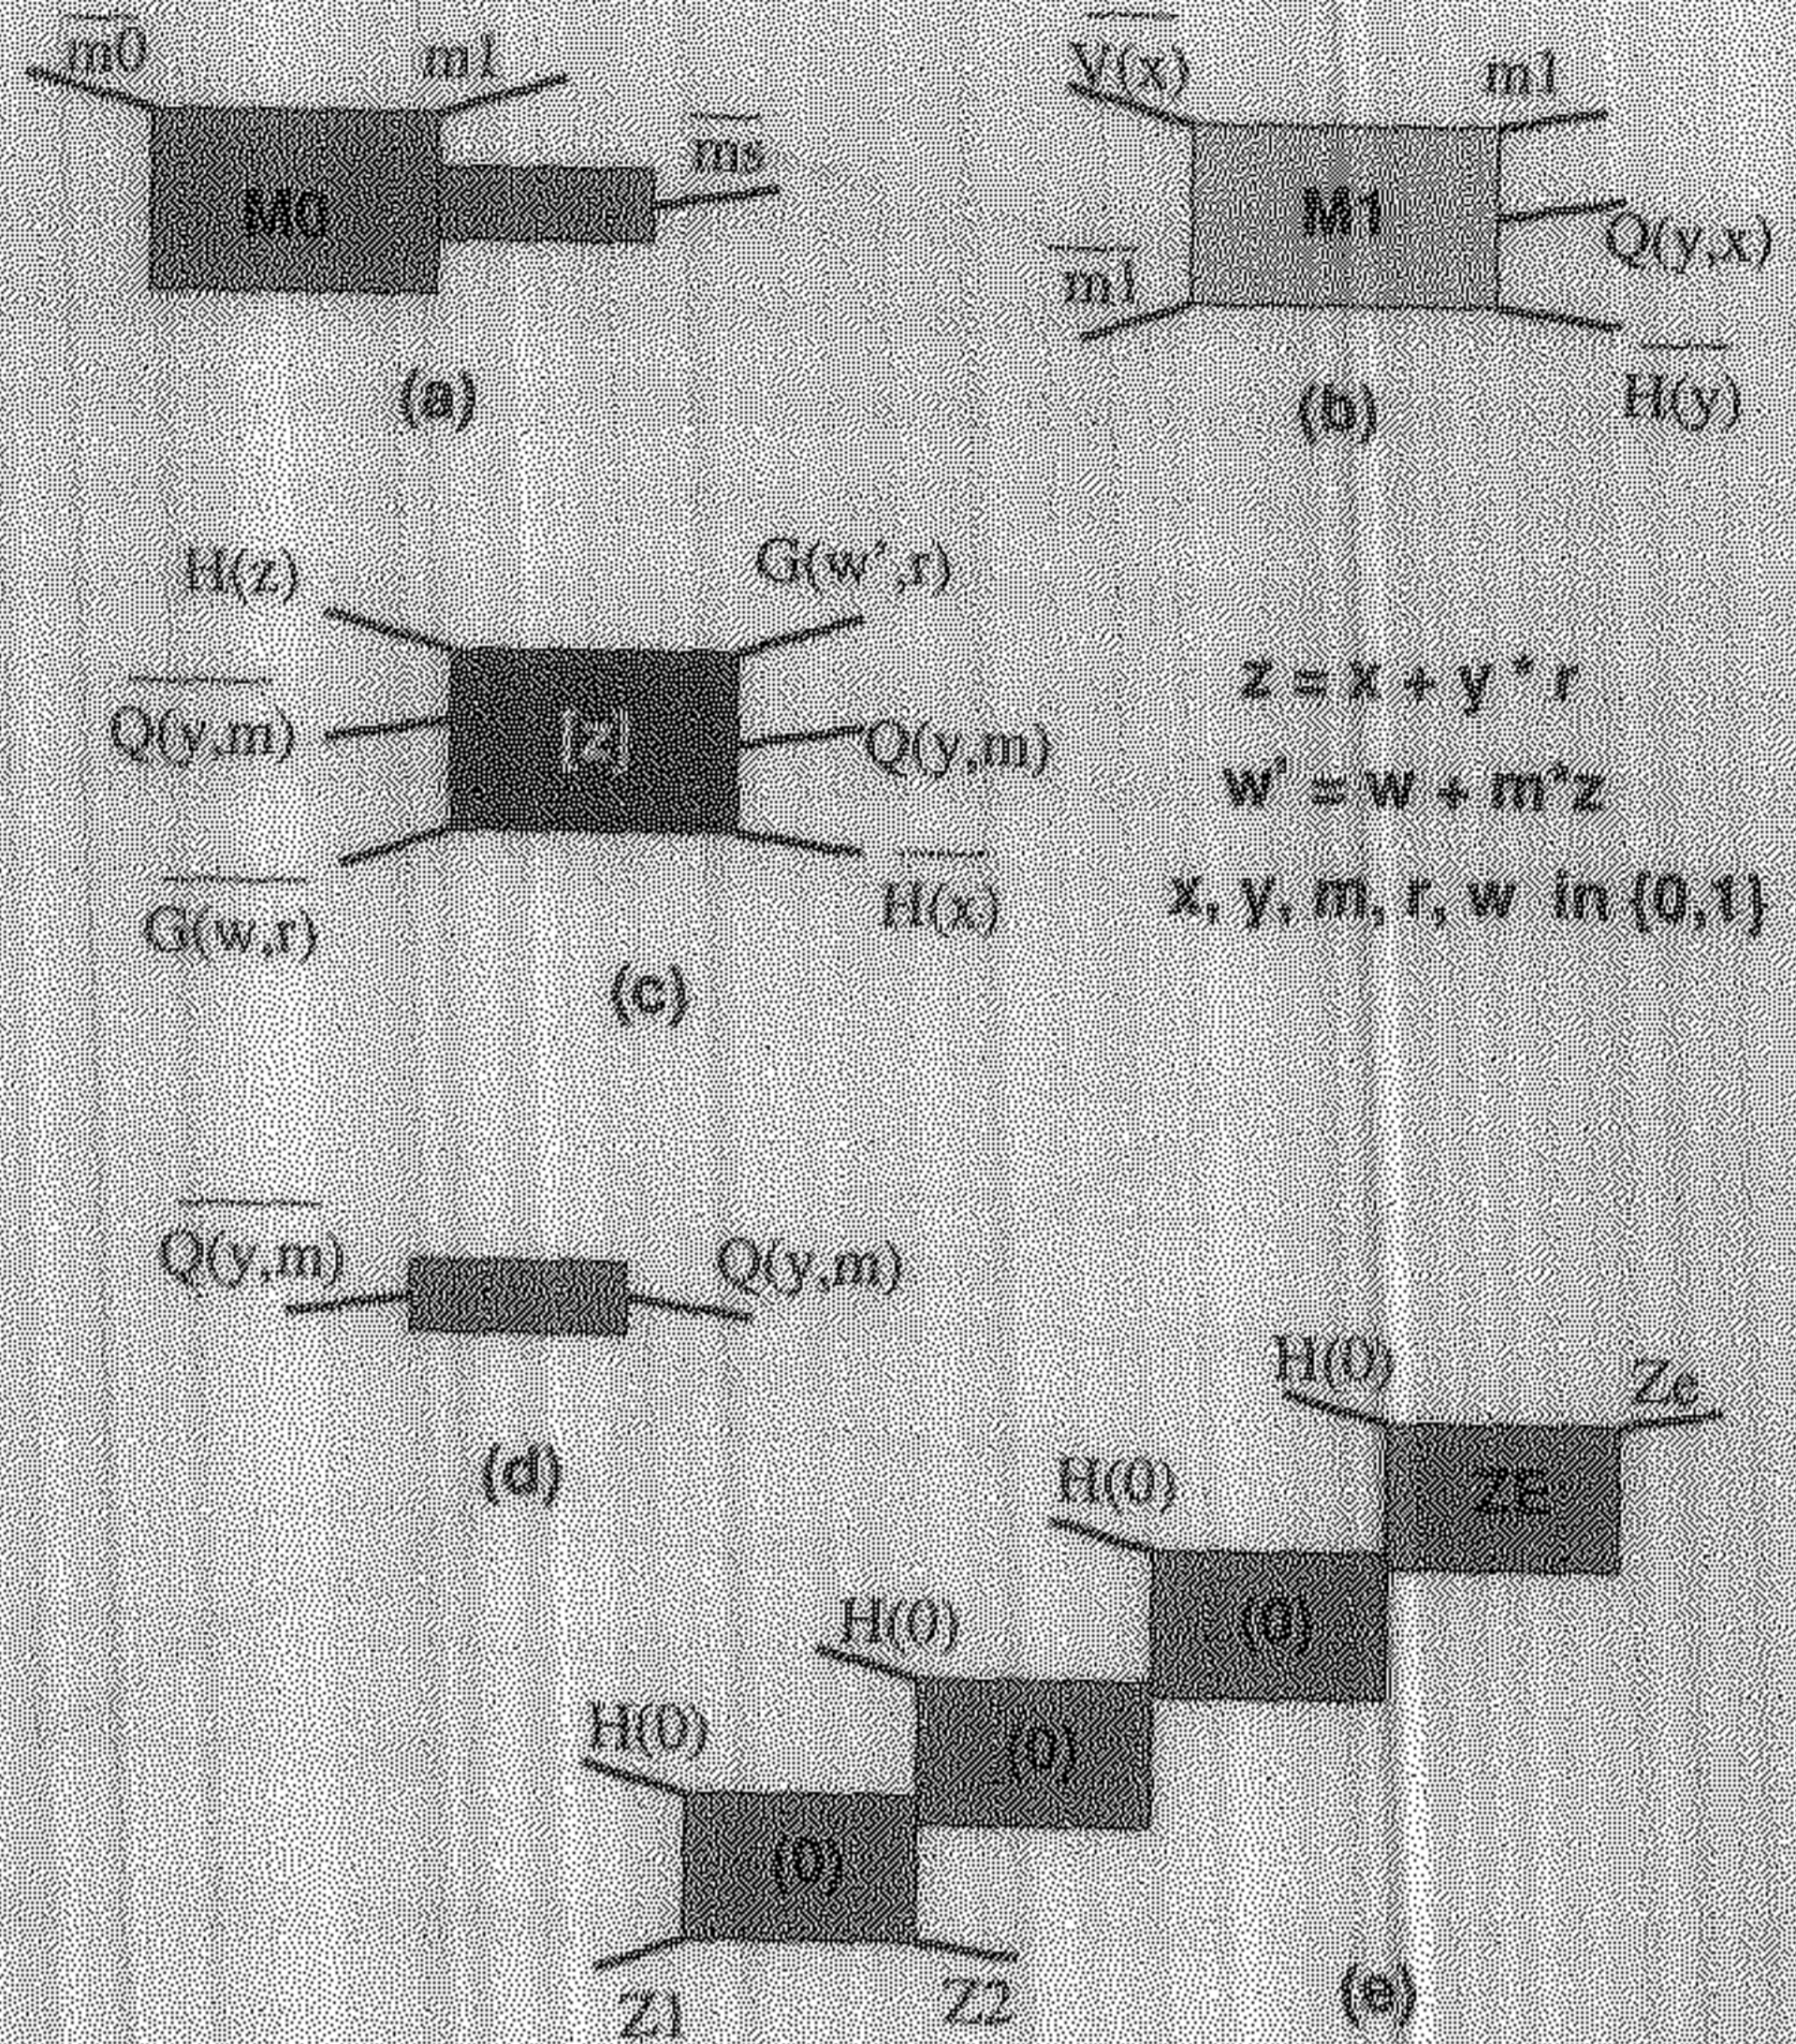 m0 m1
ms
M0
(a)
V(x) m1
M1
Q(y,x)
m1
H(y)
(b)
H(z) G(w',r)
Q(y,m) [z] Q(y,m)
G(w,r) H(x)
(c)
z = x + y * r
w' = w + m*z
x, y, m, r, w in {0,1}
Q(y,m) Q(y,m)
(d)
H(0) Ze
ZE
H(0)
(0)
H(0)
(0)
H(0)
(0)
Z1 Z2
(e)